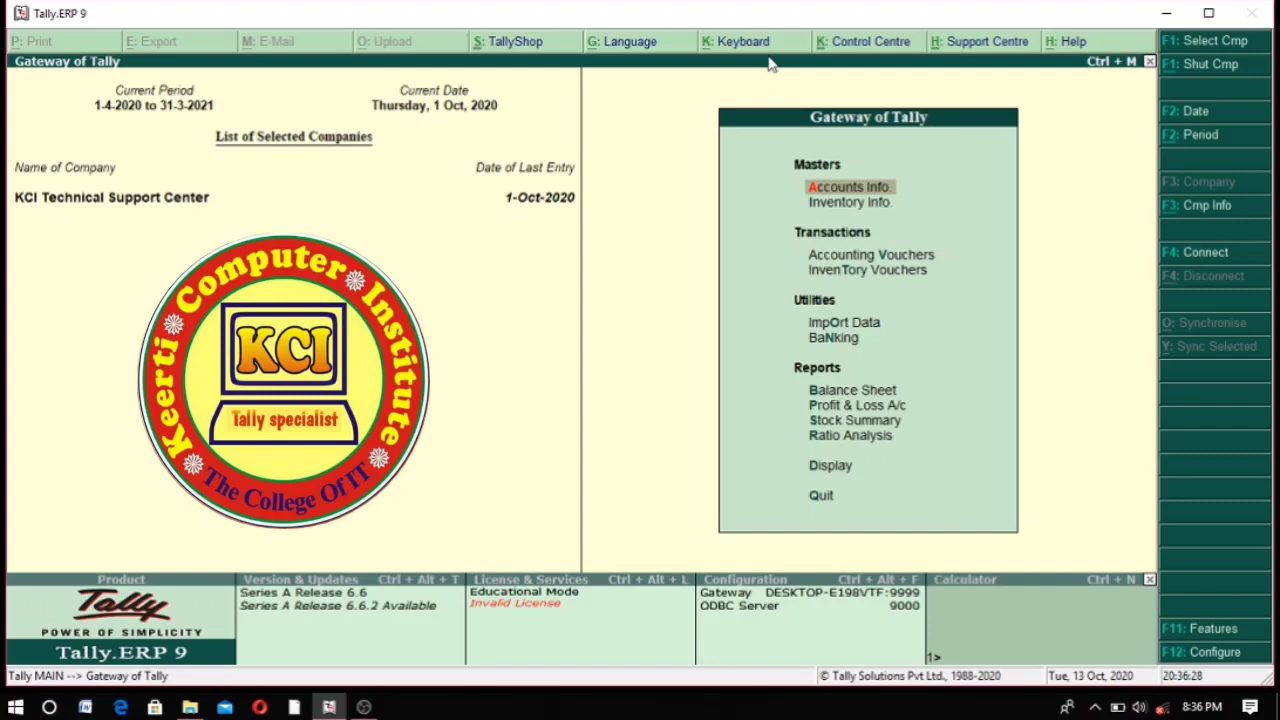 Tally.ERP 9
P: Print
E: Export
M: E-Mail
O: Upload
S: TallyShop
G: Language
K: Keyboard
K: Control Centre
H: Support Centre
H: Help
F1: Select Cmp
F1: Shut Cmp
F2: Date
F2: Period
F3: Company
F3: Cmp Info
F4: Connect
F4: Disconnect
O: Synchronise
Y: Sync Selected
F11: Features
F12: Configure
Gateway of Tally
Ctrl + M
Current Period
1-4-2020 to 31-3-2021
Current Date
Thursday, 1 Oct, 2020
List of Selected Companies
Name of Company
Date of Last Entry
KCI Technical Support Center
1-Oct-2020
Keerti Computer Institute
KCI
Tally specialist
The College Of IT
Gateway of Tally
Masters
Accounts Info.
Inventory Info.
Transactions
Accounting Vouchers
InvenTory Vouchers
Utilities
ImpOrt Data
BaNking
Reports
Balance Sheet
Profit & Loss A/c
Stock Summary
Ratio Analysis
Display
Quit
Product
Tally
POWER OF SIMPLICITY
Tally.ERP 9
Version & Updates Ctrl + Alt + T
Series A Release 6.6
Series A Release 6.6.2 Available
License & Services Ctrl + Alt + L
Educational Mode
Invalid License
Configuration Ctrl + Alt + F
Gateway DESKTOP-E198VTF:9999
ODBC Server 9000
Calculator Ctrl + N
1>
Tally MAIN --> Gateway of Tally
© Tally Solutions Pvt Ltd., 1988-2020
Tue, 13 Oct, 2020
20:36:28
8:36 PM